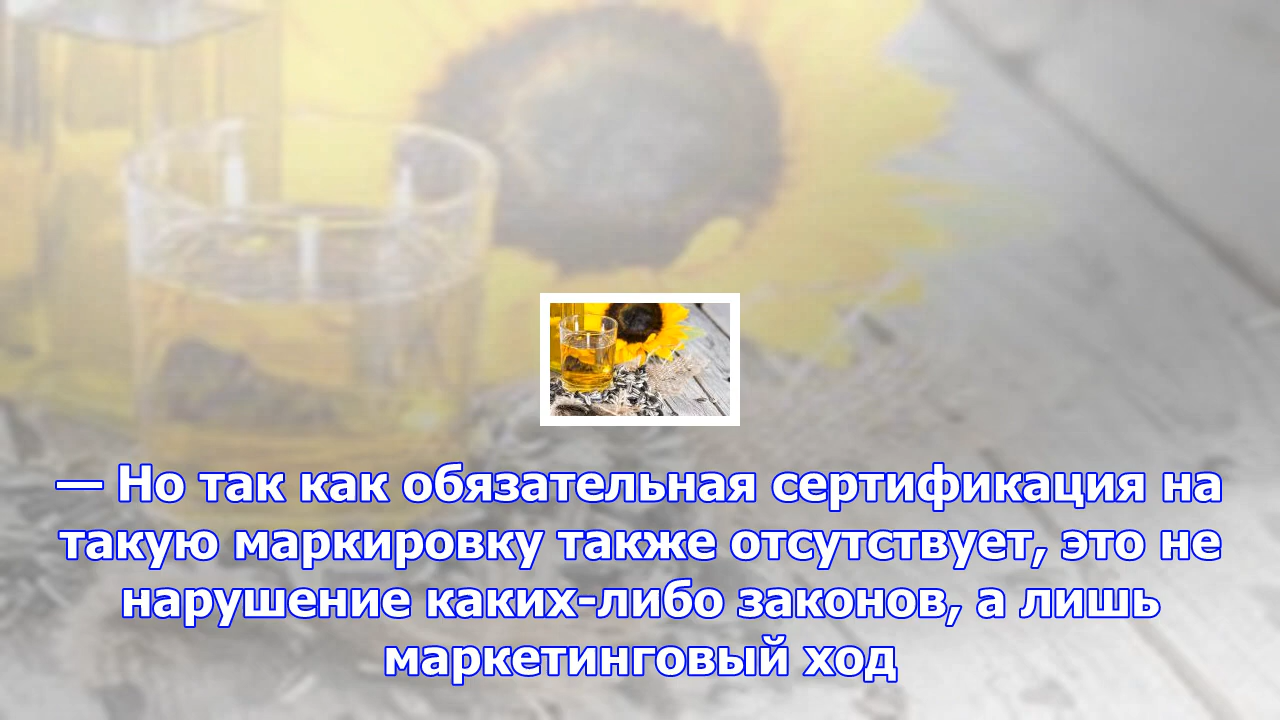 — Но так как обязательная сертификация на
такую маркировку также отсутствует, это не
нарушение каких-либо законов, а лишь
маркетинговый ход